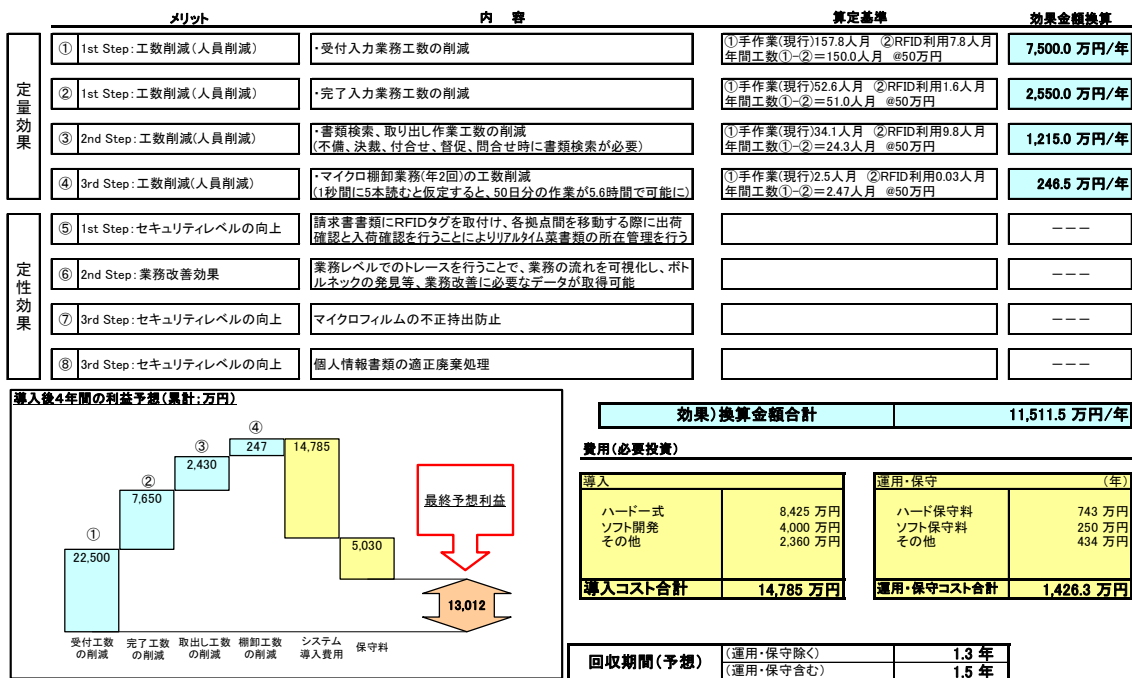 メリット 内 容 算定基準 効果金額換算
定量効果
① 1st Step:工数削減(人員削減) ・受付入力業務工数の削減 ①手作業(現行)157.8人月 ②RFID利用7.8人月
年間工数①-②=150.0人月 @50万円
7,500.0 万円/年
② 1st Step:工数削減(人員削減) ・完了入力業務工数の削減 ①手作業(現行)52.6人月 ②RFID利用1.6人月
年間工数①-②=51.0人月 @50万円
2,550.0 万円/年
③ 2nd Step:工数削減(人員削減) ・書類検索、取り出し作業工数の削減
(不備、決裁、付合せ、督促、問合せ時に書類検索が必要)
①手作業(現行)34.1人月 ②RFID利用9.8人月
年間工数①-②=24.3人月 @50万円
1,215.0 万円/年
④ 3rd Step:工数削減(人員削減) ・マイクロ棚卸業務(年2回)の工数削減
(1秒間に5本読むと仮定すると、50日分の作業が5.6時間で可能に)
①手作業(現行)2.5人月 ②RFID利用0.03人月
年間工数①-②=2.47人月 @50万円
246.5 万円/年
定性効果
⑤ 1st Step:セキュリティレベルの向上 請求書書類にRFIDタグを取付け、各拠点間を移動する際に出荷
確認と入荷確認を行うことによりリアルタイム菜書類の所在管理を行う
---
⑥ 2nd Step:業務改善効果 業務レベルでのトレースを行うことで、業務の流れを可視化し、ボト
ルネックの発見等、業務改善に必要なデータが取得可能
---
⑦ 3rd Step:セキュリティレベルの向上 マイクロフィルムの不正持出防止 ---
⑧ 3rd Step:セキュリティレベルの向上 個人情報書類の適正廃棄処理 ---
導入後4年間の利益予想(累計;万円)
④
247 14,785
③
2,430
②
7,650
①
22,500
5,030
最終予想利益
13,012
受付工数
の削減
完了工数
の削減
取出し工数
の削減
棚卸工数
の削減
システム
導入費用
保守料
効果)換算金額合計 11,511.5 万円/年
費用(必要投資)
導入
ハード一式 8,425 万円
ソフト開発 4,000 万円
その他 2,360 万円
導入コスト合計 14,785 万円
運用・保守 (年)
ハード保守料 743 万円
ソフト保守料 250 万円
その他 434 万円
運用・保守コスト合計 1,426.3 万円
回収期間(予想)
(運用・保守除く) 1.3 年
(運用・保守含む) 1.5 年